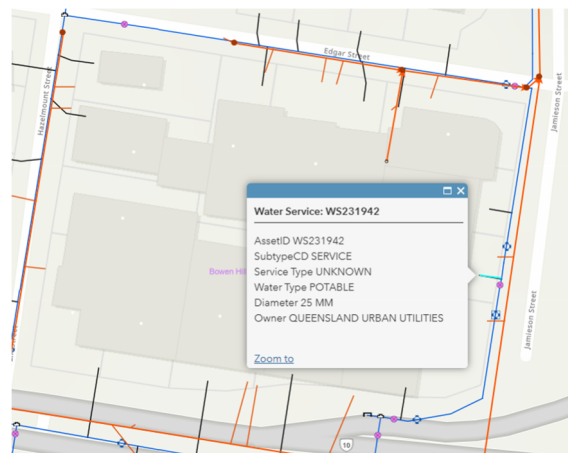 Edgar Street
Hazelmount Street
Jamieson Street
Water Service: WS231942
AssetID WS231942
SubtypeCD SERVICE
Service Type UNKNOWN
Water Type POTABLE
Diameter 25 MM
Owner QUEENSLAND URBAN UTILITIES
Zoom to
Bowen Hil
Jamieson Street
10